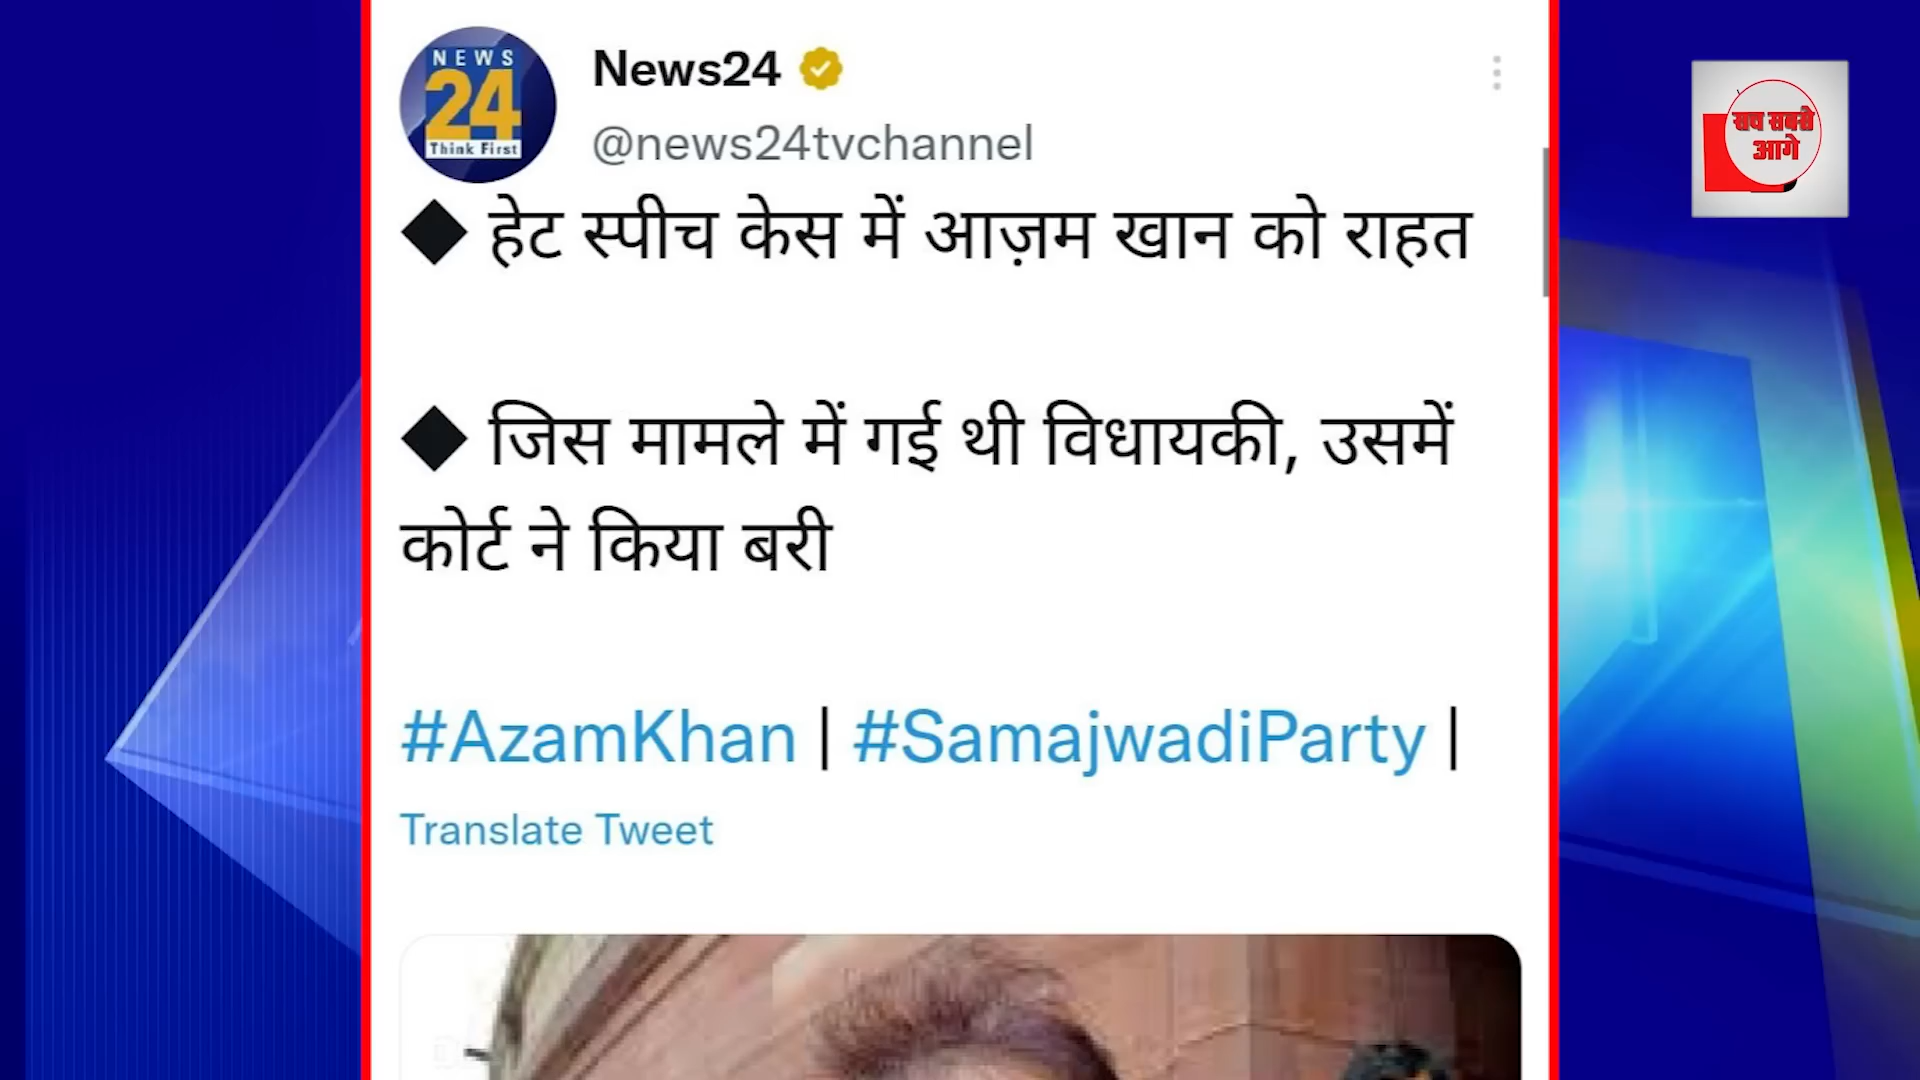 NEWS
24
Think First
News24
@news24tvchannel
◆ हेट स्पीच केस में आज़म खान को राहत
◆ जिस मामले में गई थी विधायकी, उसमें
कोर्ट ने किया बरी
#AzamKhan | #SamajwadiParty |
Translate Tweet
सच सबसे
आगे